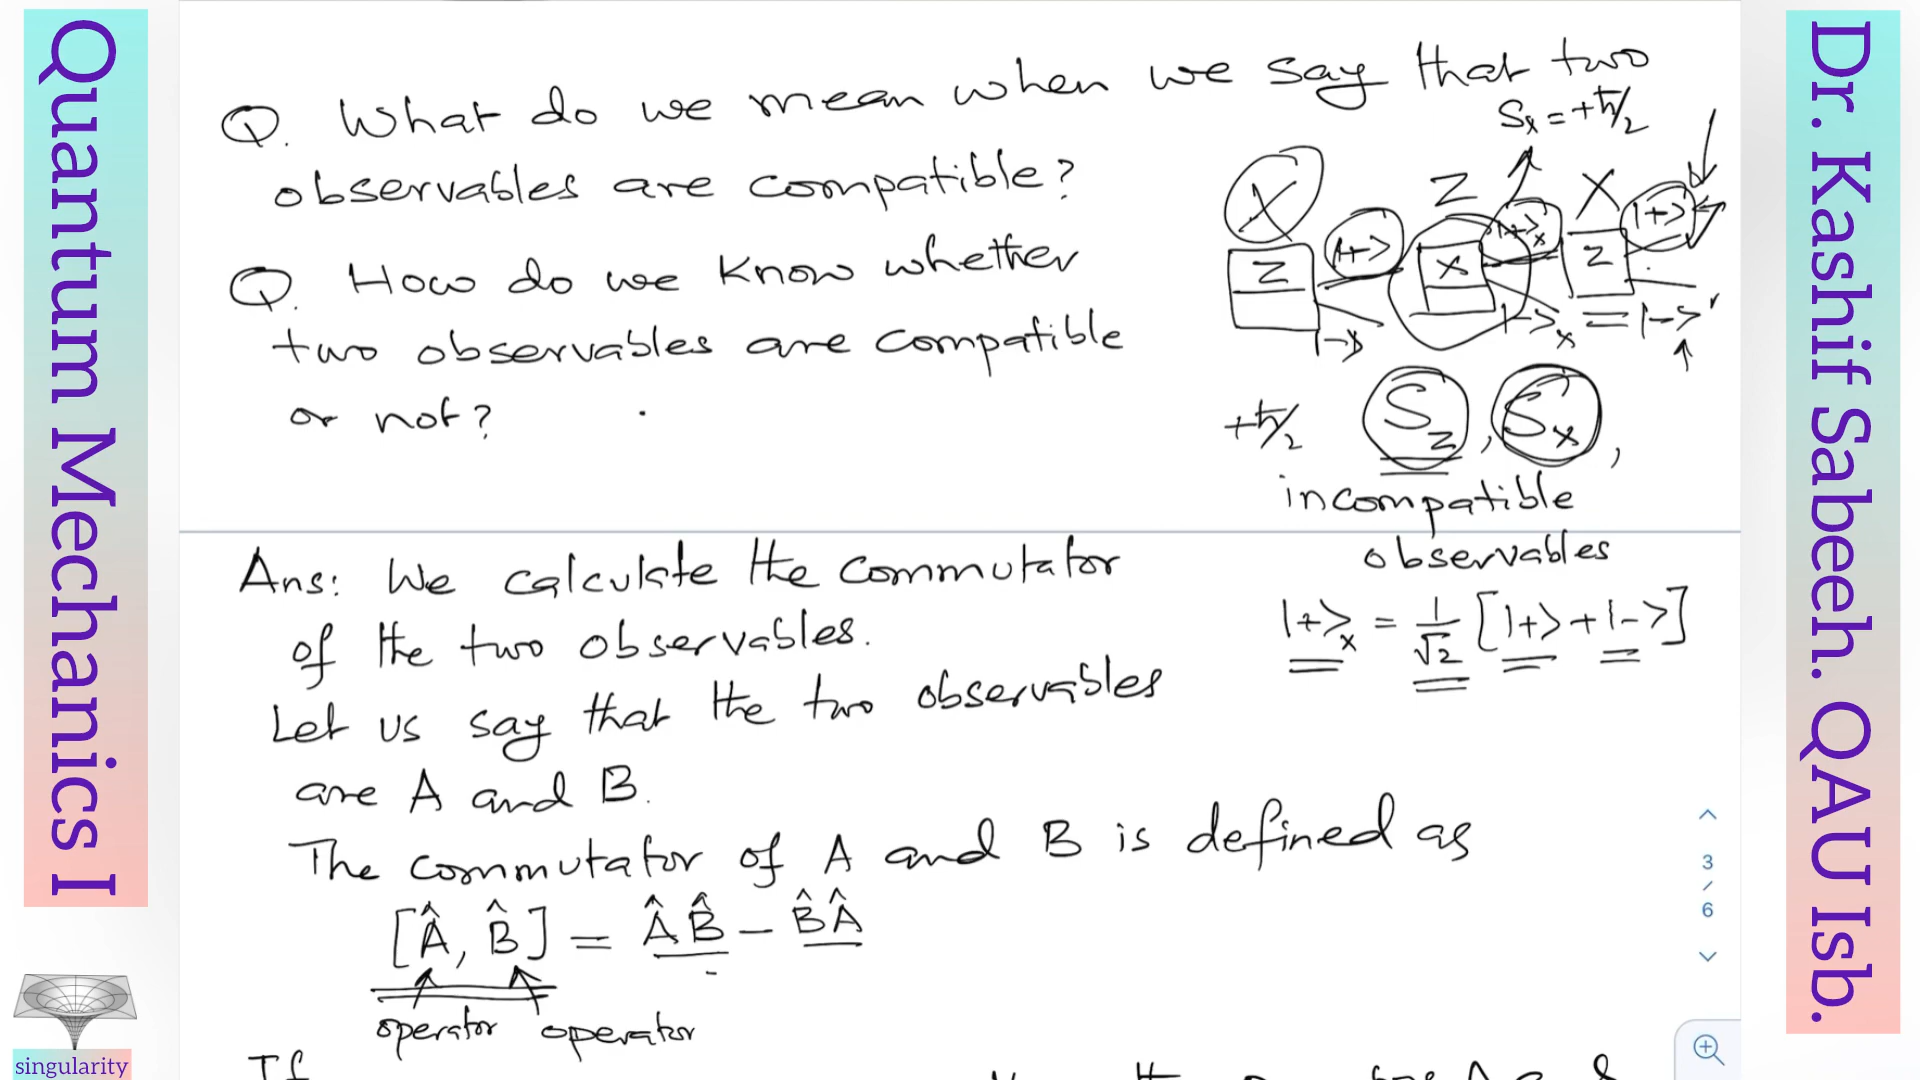 Quantum Mechanics I
Q. What do we mean when we say that two
observables are compatible?
Q. How do we know whether
two observables are compatible
or not?
Sx = +ħ/2
X Z X
Z |+> X |+>x Z |+>
|-> |->x |->
+ħ/2 Sz, Sx,
incompatible
observables
|+>x = 1/√2 [|+> + |->]
Ans: We calculate the commutator
of the two observables.
Let us say that the two observables
are A and B.
The commutator of A and B is defined as
[Â, B̂] = ÂB̂ - B̂Â
operator operator
If
3
/
6
singularity
Dr. Kashif Sabeeh. QAU Isb.